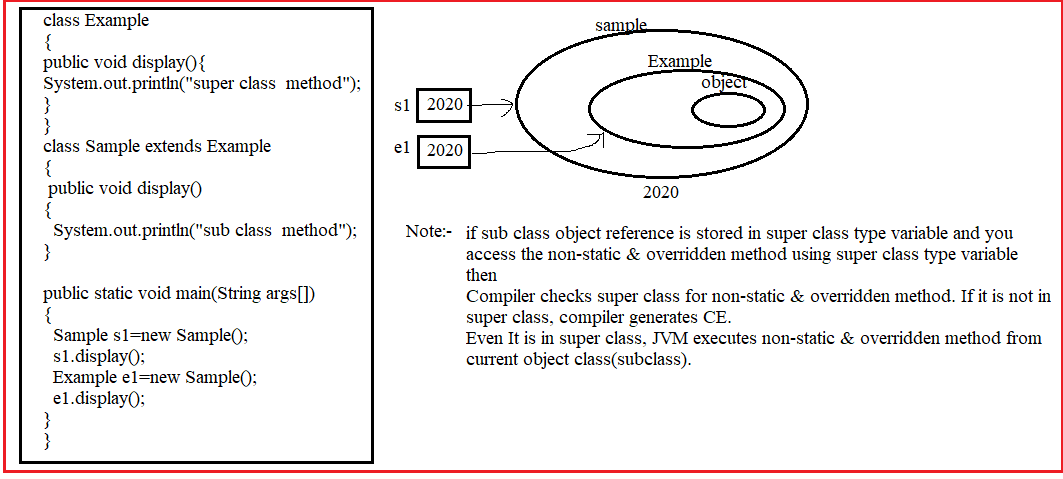 class Example
{
public void display(){
System.out.println("super class  method");
}
}
class Sample extends Example
{
public void display()
{
System.out.println("sub class  method");
}
public static void main(String args[])
{
Sample s1=new Sample();
s1.display();
Example e1=new Sample();
e1.display();
}
}
sample
Example
object
s1 2020
e1 2020
2020
Note:- if sub class object reference is stored in super class type variable and you
access the non-static & overridden method using super class type variable
then
Compiler checks super class for non-static & overridden method. If it is not in
super class, compiler generates CE.
Even It is in super class, JVM executes non-static & overridden method from
current object class(subclass).